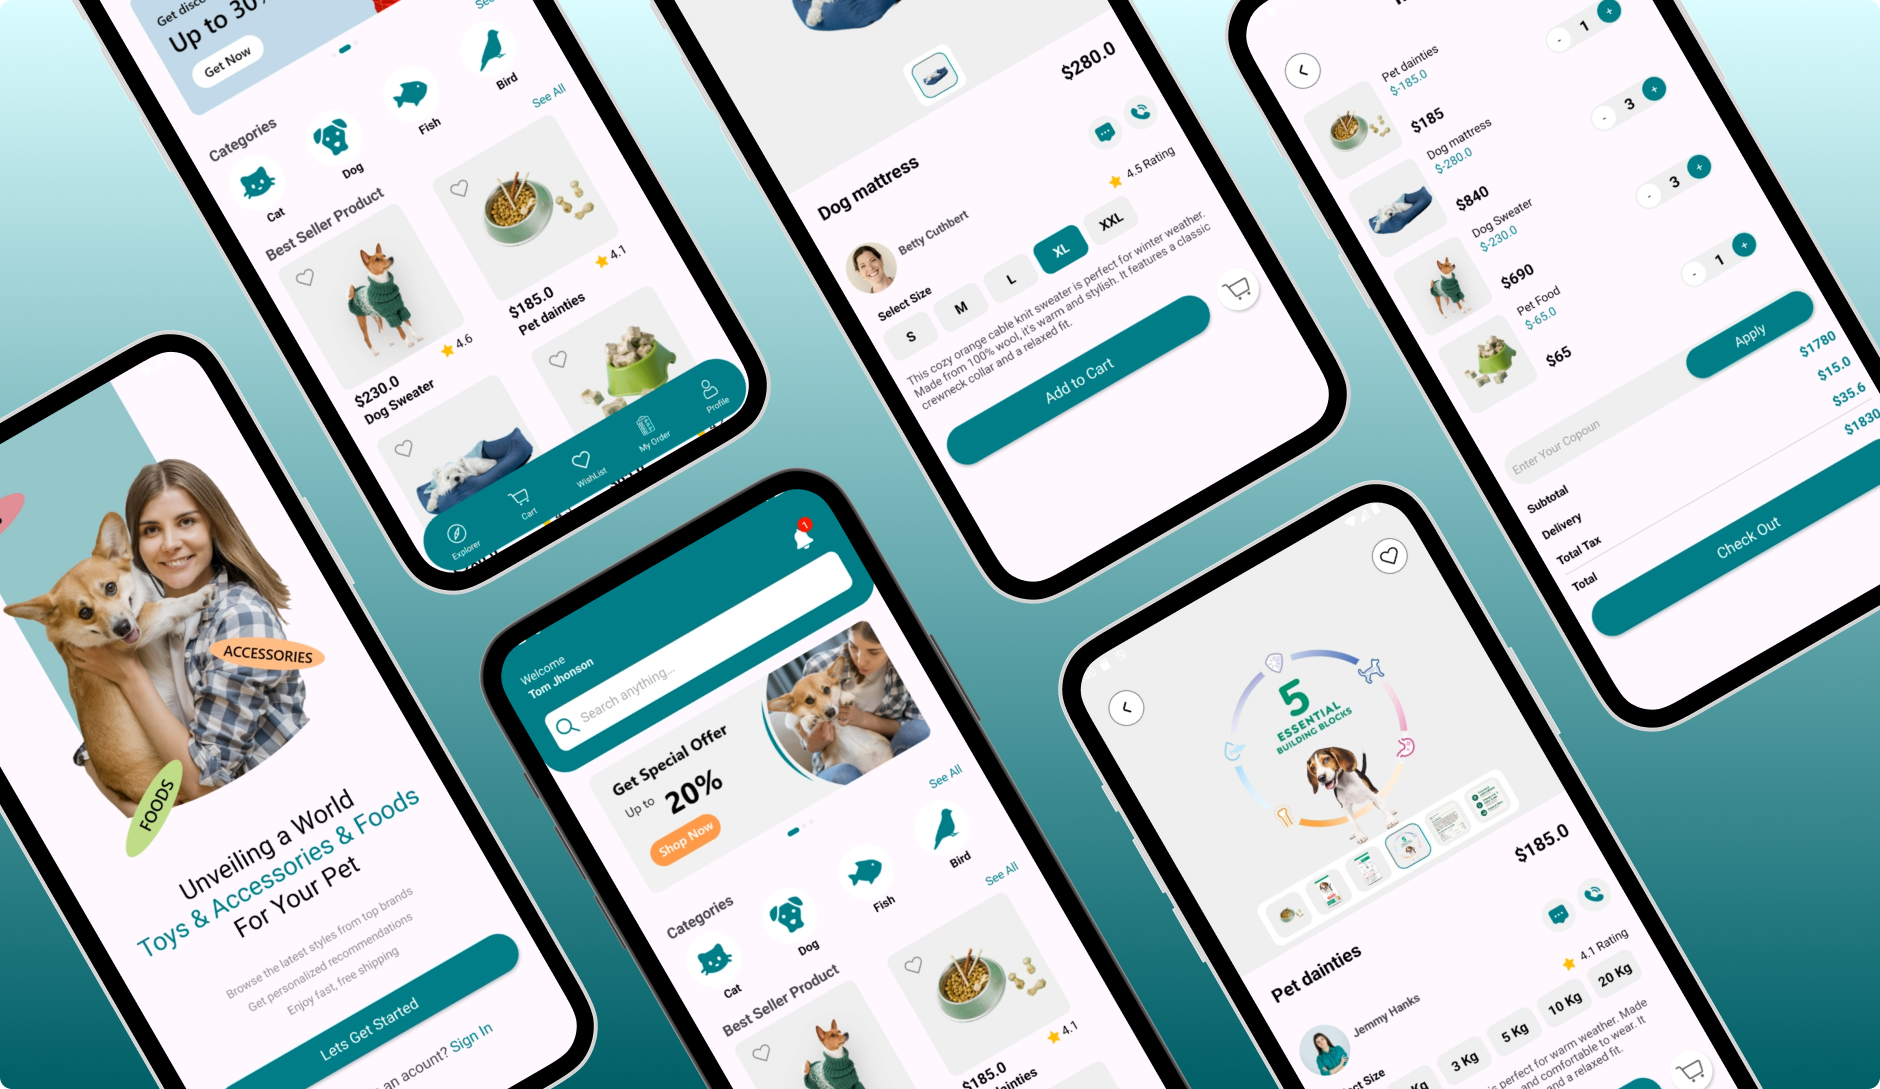 Get disco
Up to 30%
Get Now
See
Categories
See All
Cat
Dog
Fish
Bird
Best Seller Product
4.6
$230.0
Dog Sweater
4.1
$185.0
Pet dainties
Explorer
Cart
WishList
My Order
Profile
$280.0
Dog mattress
4.5 Rating
Betty Cuthbert
Select Size
S
M
L
XL
XXL
This cozy orange cable knit sweater is perfect for winter weather.
Made from 100% wool, it's warm and stylish. It features a classic
crewneck collar and a relaxed fit.
Add to Cart
Pet dainties
$-185.0
$185
- 1 +
Dog mattress
$-280.0
$840
- 3 +
Dog Sweater
$-230.0
$690
- 3 +
Pet Food
$-65.0
$65
- 1 +
Enter Your Copoun
Apply
Subtotal
$1780
Delivery
$15.0
Total Tax
$35.6
Total
$1830
Check Out
ACCESSORIES
FOODS
Unveiling a World
Toys & Accessories & Foods
For Your Pet
Browse the latest styles from top brands
Get personalized recommendations
Enjoy fast, free shipping
Lets Get Started
an acount? Sign In
1
Welcome
Tom Jhonson
Search anything...
Get Special Offer
Up to 20%
Shop Now
See All
Categories
Cat
Dog
Fish
Bird
See All
Best Seller Product
4.1
$185.0
dainties
5
ESSENTIAL
BUILDING BLOCKS
$185.0
Pet dainties
4.1 Rating
Jemmy Hanks
ct Size
Kg
3 Kg
5 Kg
10 Kg
20 Kg
s perfect for warm weather. Made
and comfortable to wear. It
and a relaxed fit.